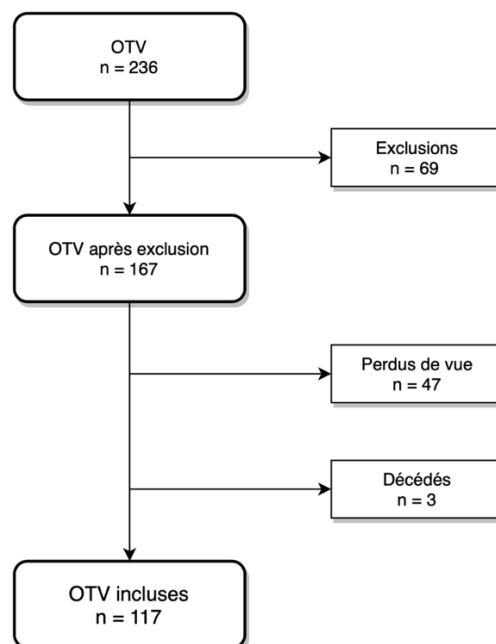 OTV
n = 236
Exclusions
n = 69
OTV après exclusion
n = 167
Perdus de vue
n = 47
Décédés
n = 3
OTV incluses
n = 117